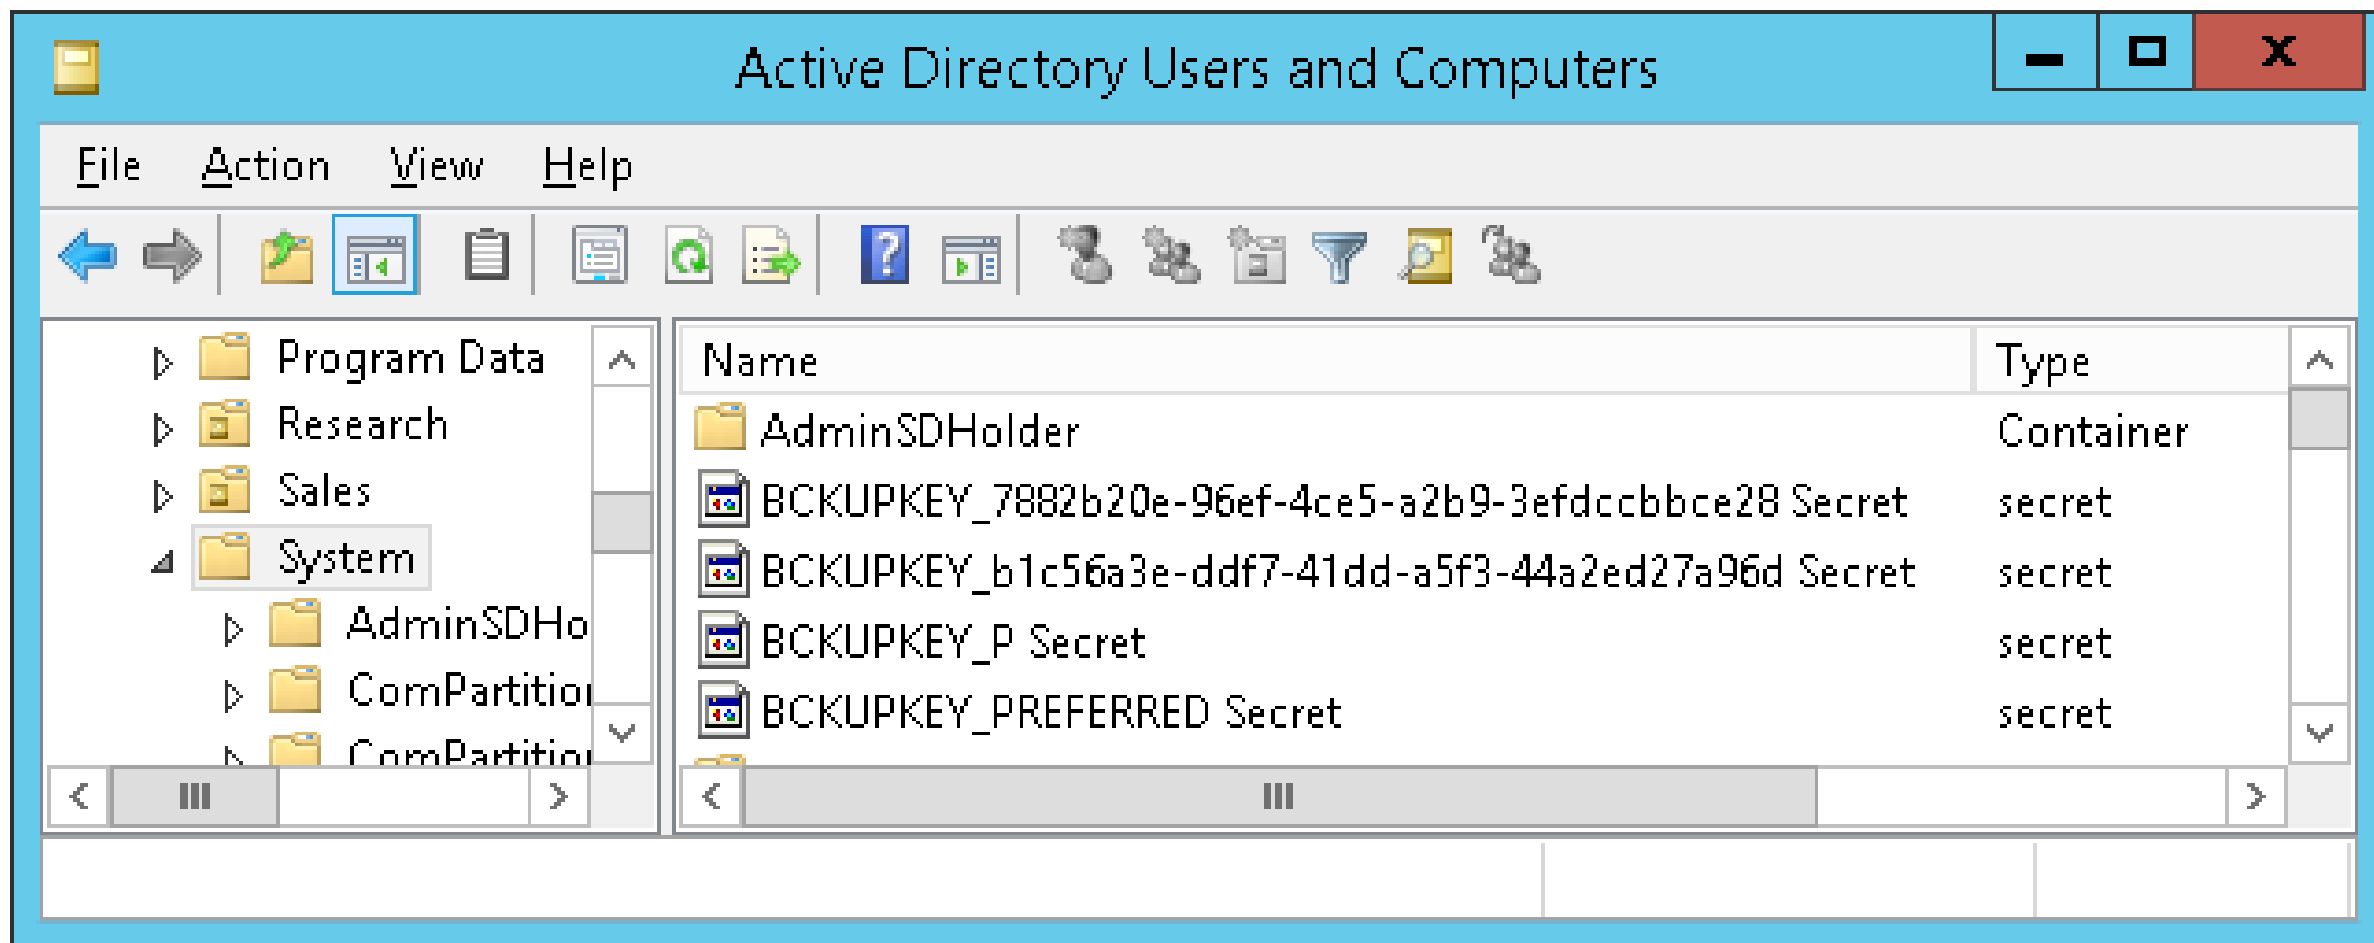 Active Directory Users and Computers
File Action View Help
Program Data
Research
Sales
System
AdminSDHo
ComPartition
ComPartition
Name Type
AdminSDHolder Container
BCKUPKEY_7882b20e-96ef-4ce5-a2b9-3efdccbbce28 Secret secret
BCKUPKEY_b1c56a3e-ddf7-41dd-a5f3-44a2ed27a96d Secret secret
BCKUPKEY_P Secret secret
BCKUPKEY_PREFERRED Secret secret